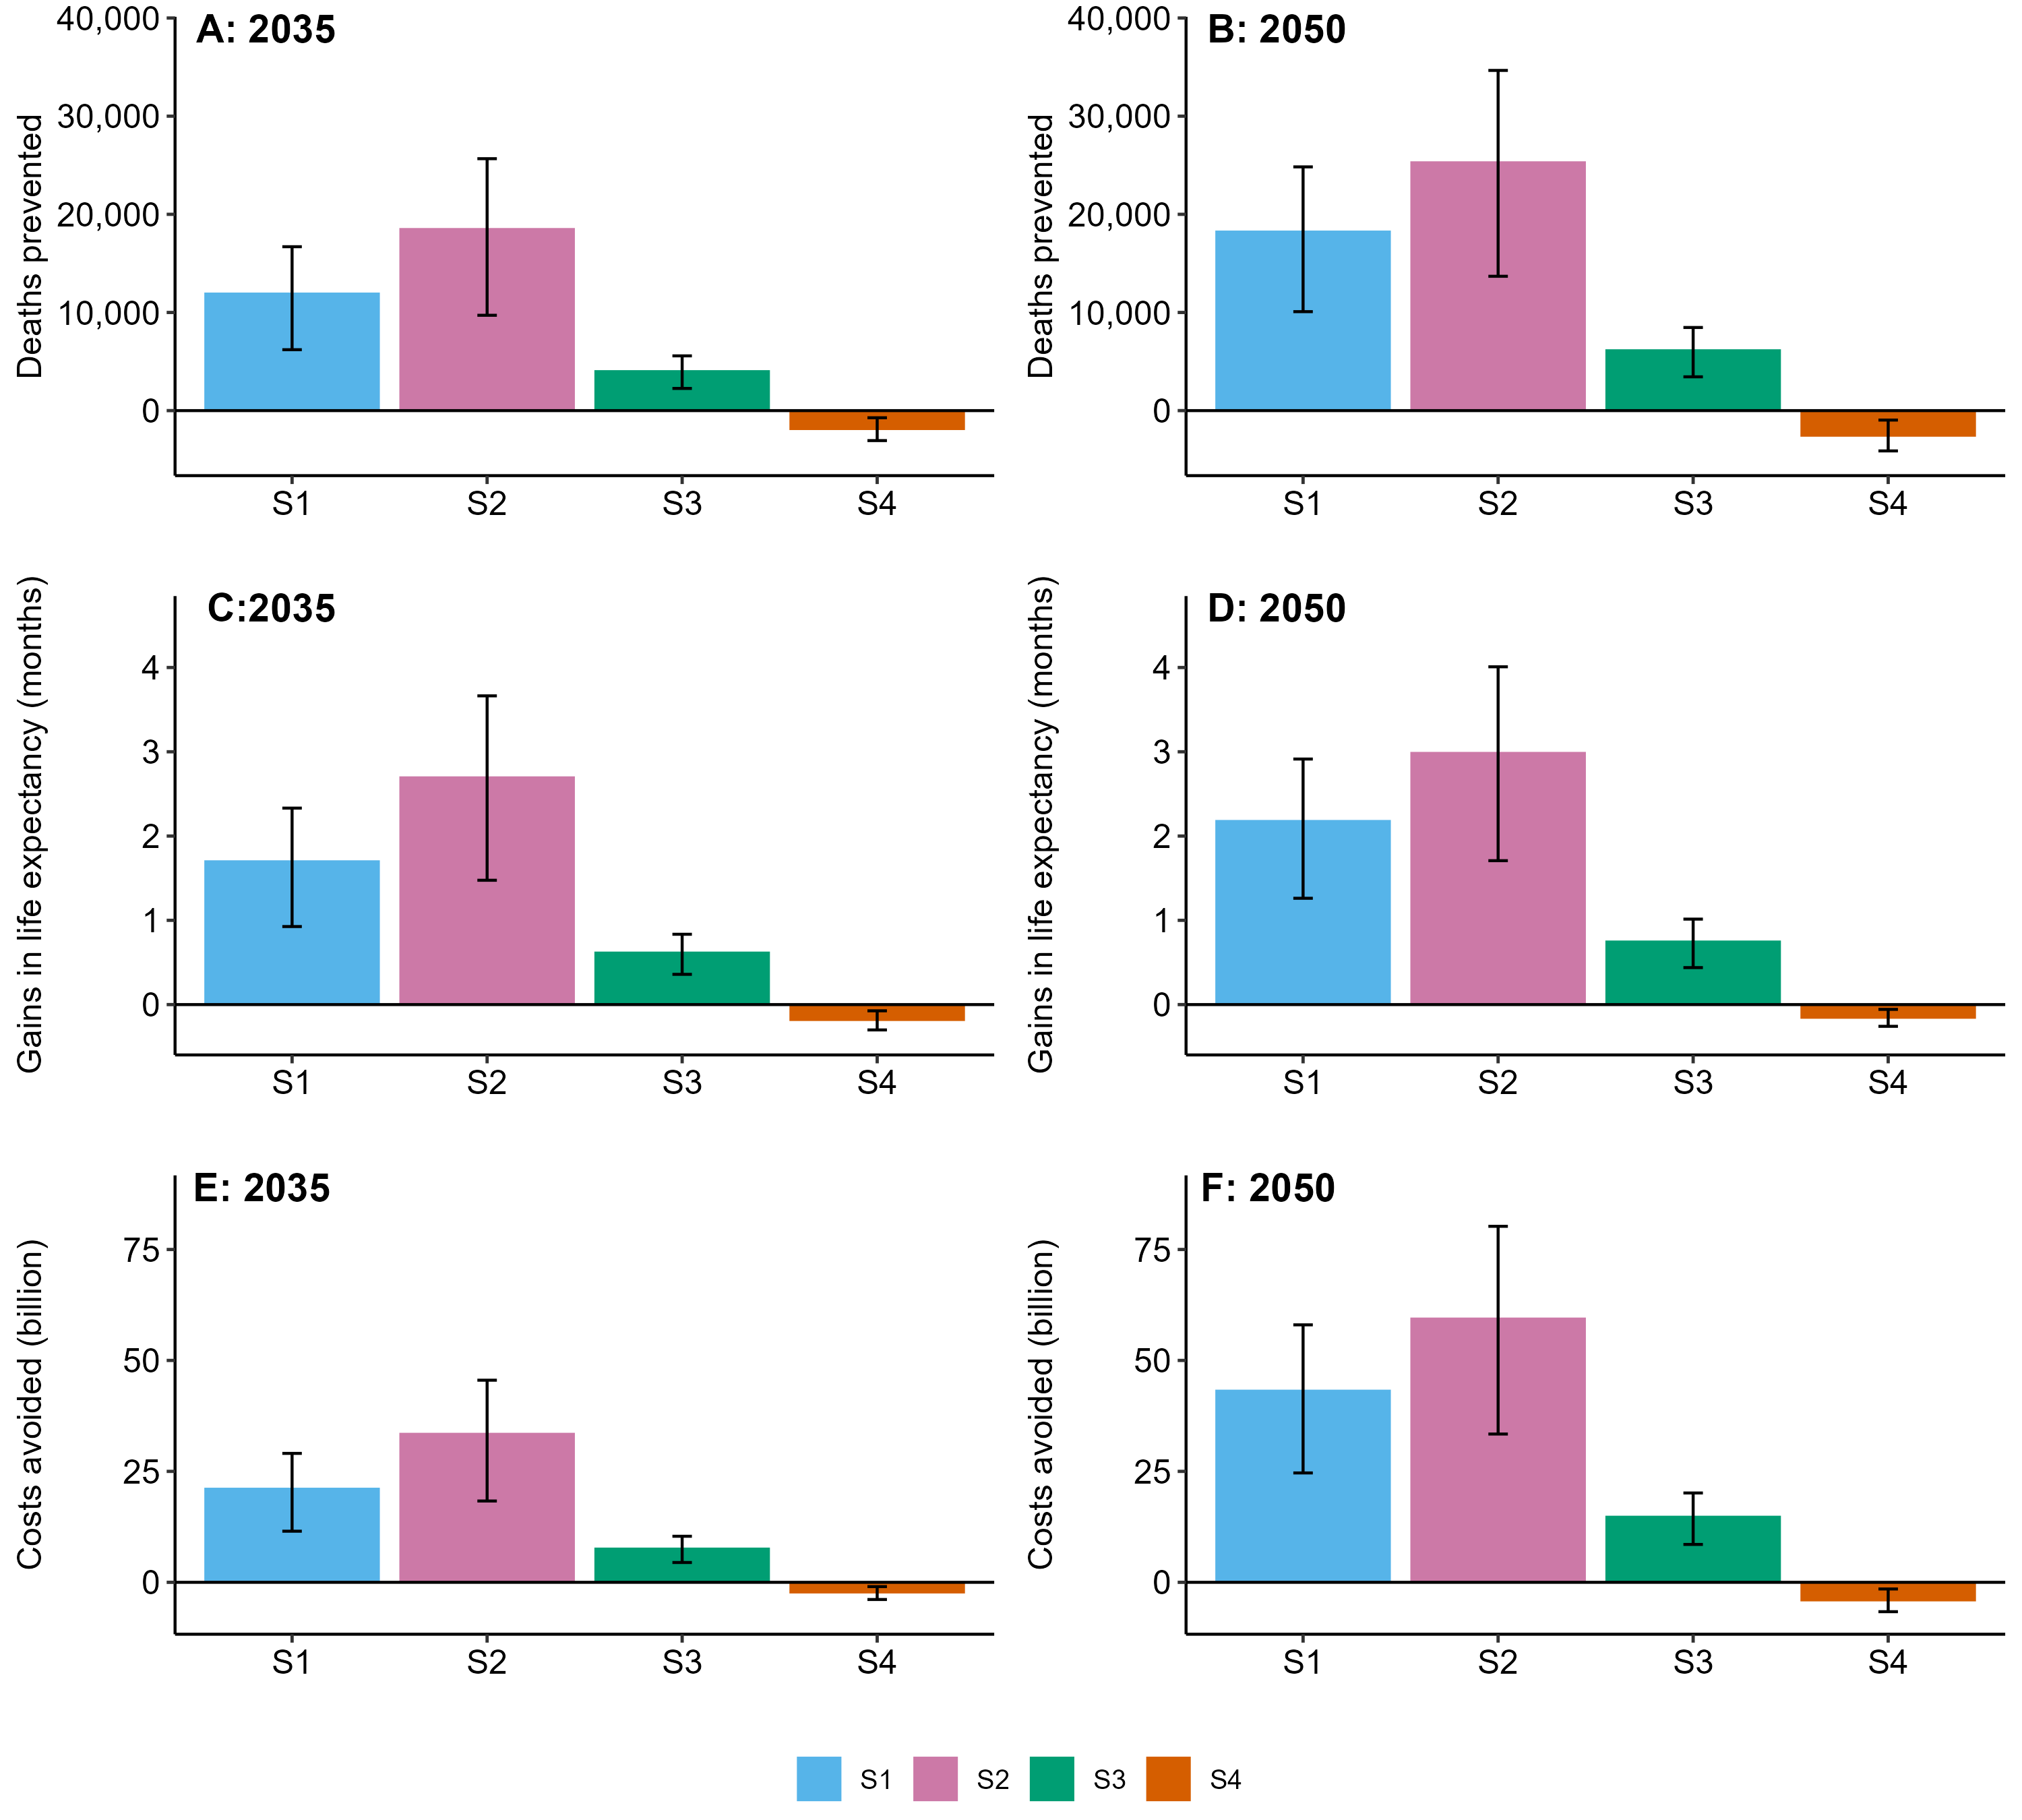 A: 2035
Deaths prevented
40,000
30,000
20,000
10,000
0
S1 S2 S3 S4
B: 2050
Deaths prevented
40,000
30,000
20,000
10,000
0
S1 S2 S3 S4
C:2035
Gains in life expectancy (months)
4
3
2
1
0
S1 S2 S3 S4
D: 2050
Gains in life expectancy (months)
4
3
2
1
0
S1 S2 S3 S4
E: 2035
Costs avoided (billion)
75
50
25
0
S1 S2 S3 S4
F: 2050
Costs avoided (billion)
75
50
25
0
S1 S2 S3 S4
S1 S2 S3 S4